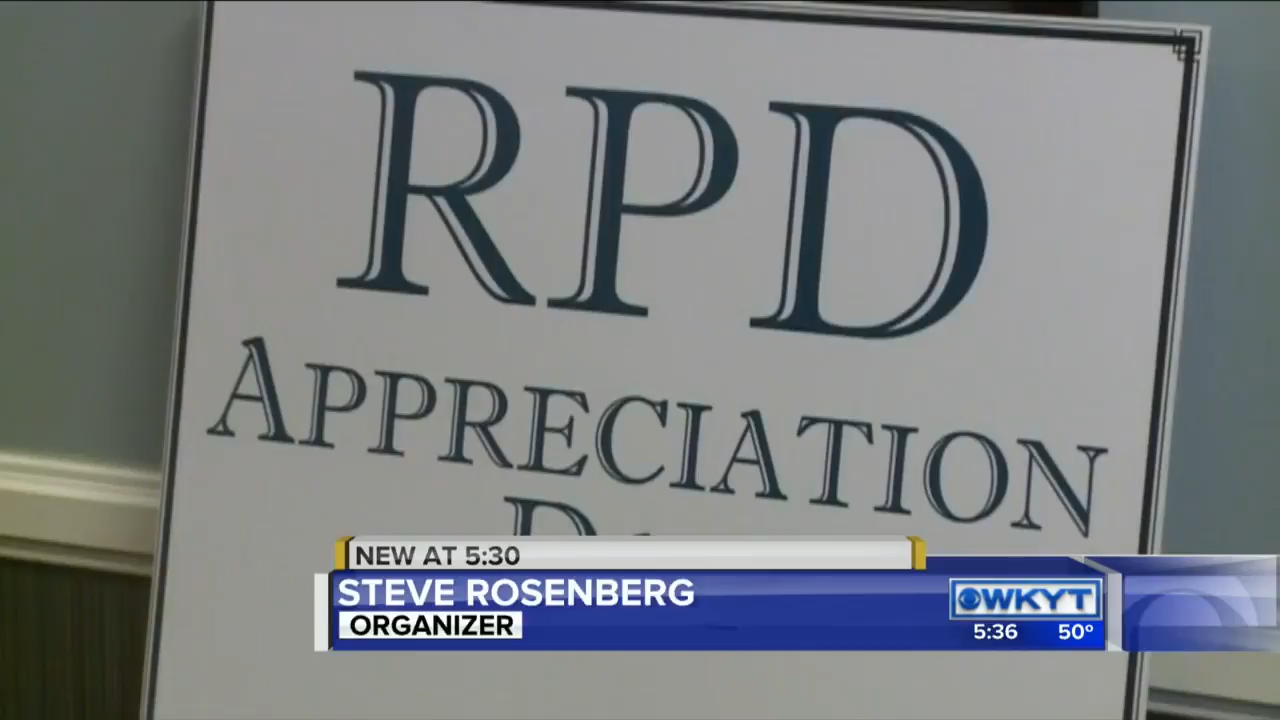 RPD
APPRECIATION
NEW AT 5:30
STEVE ROSENBERG
ORGANIZER
WKYT
5:36 50°